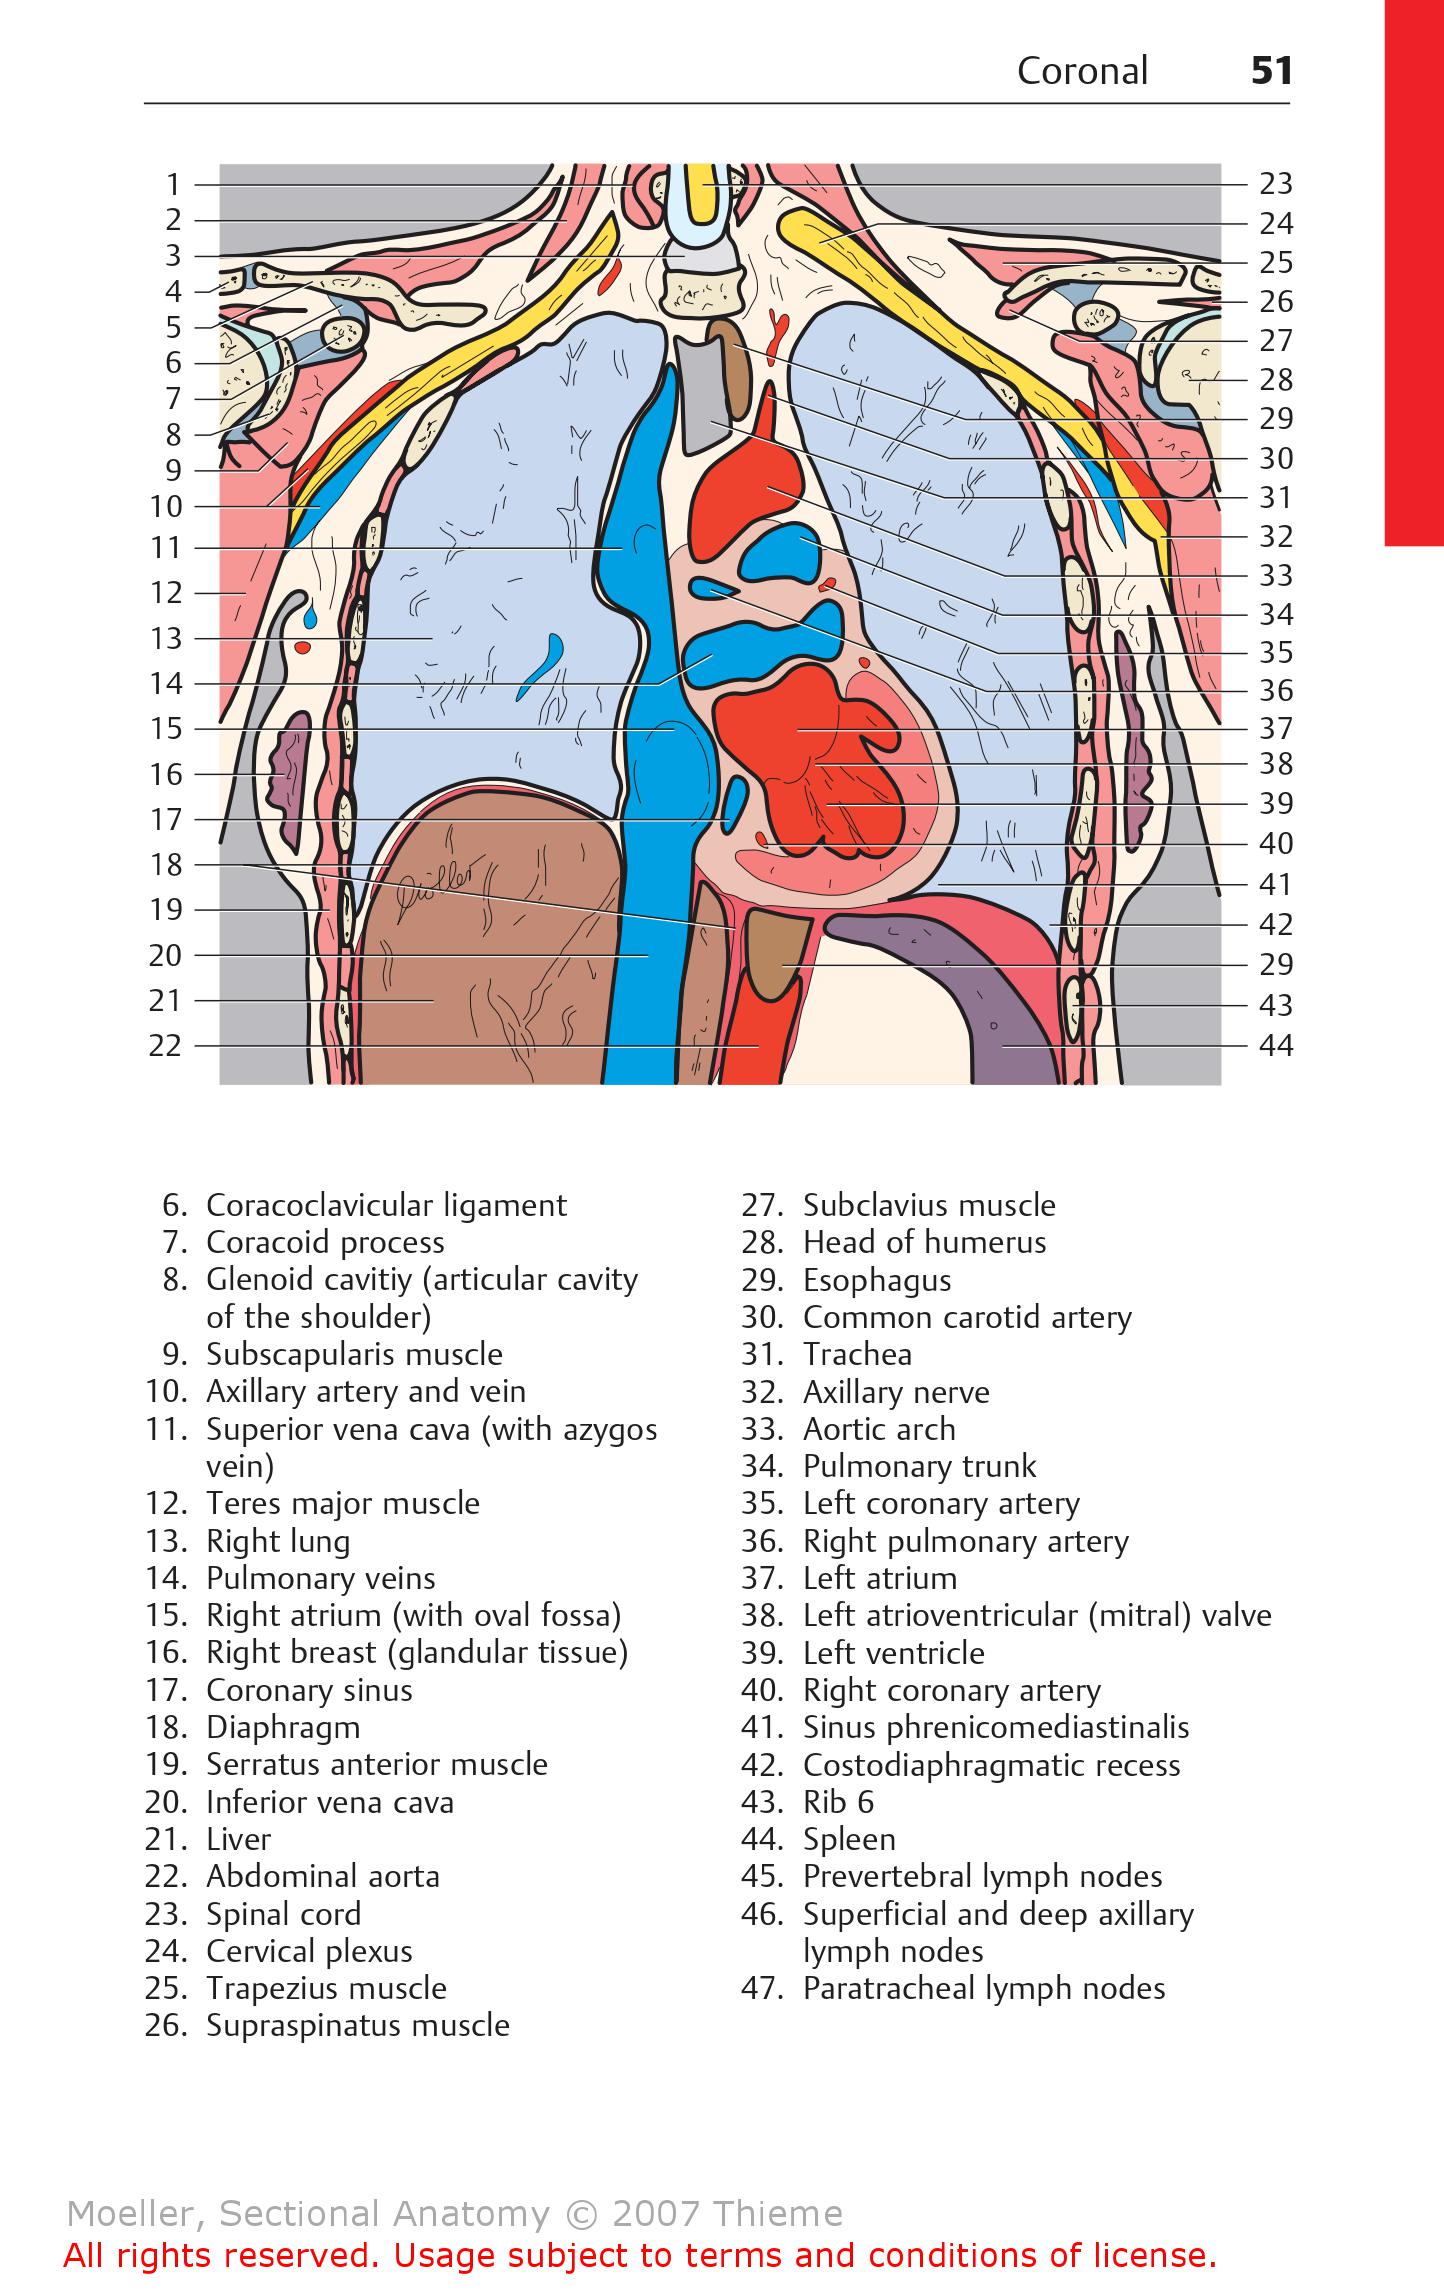 Coronal 51
1
2
3
4
5
6
7
8
9
10
11
12
13
14
15
16
17
18
19
20
21
22
23
24
25
26
27
28
29
30
31
32
33
34
35
36
37
38
39
40
41
42
29
43
44
6. Coracoclavicular ligament
7. Coracoid process
8. Glenoid cavitiy (articular cavity
of the shoulder)
9. Subscapularis muscle
10. Axillary artery and vein
11. Superior vena cava (with azygos
vein)
12. Teres major muscle
13. Right lung
14. Pulmonary veins
15. Right atrium (with oval fossa)
16. Right breast (glandular tissue)
17. Coronary sinus
18. Diaphragm
19. Serratus anterior muscle
20. Inferior vena cava
21. Liver
22. Abdominal aorta
23. Spinal cord
24. Cervical plexus
25. Trapezius muscle
26. Supraspinatus muscle
27. Subclavius muscle
28. Head of humerus
29. Esophagus
30. Common carotid artery
31. Trachea
32. Axillary nerve
33. Aortic arch
34. Pulmonary trunk
35. Left coronary artery
36. Right pulmonary artery
37. Left atrium
38. Left atrioventricular (mitral) valve
39. Left ventricle
40. Right coronary artery
41. Sinus phrenicomediastinalis
42. Costodiaphragmatic recess
43. Rib 6
44. Spleen
45. Prevertebral lymph nodes
46. Superficial and deep axillary
lymph nodes
47. Paratracheal lymph nodes
Moeller, Sectional Anatomy © 2007 Thieme
All rights reserved. Usage subject to terms and conditions of license.